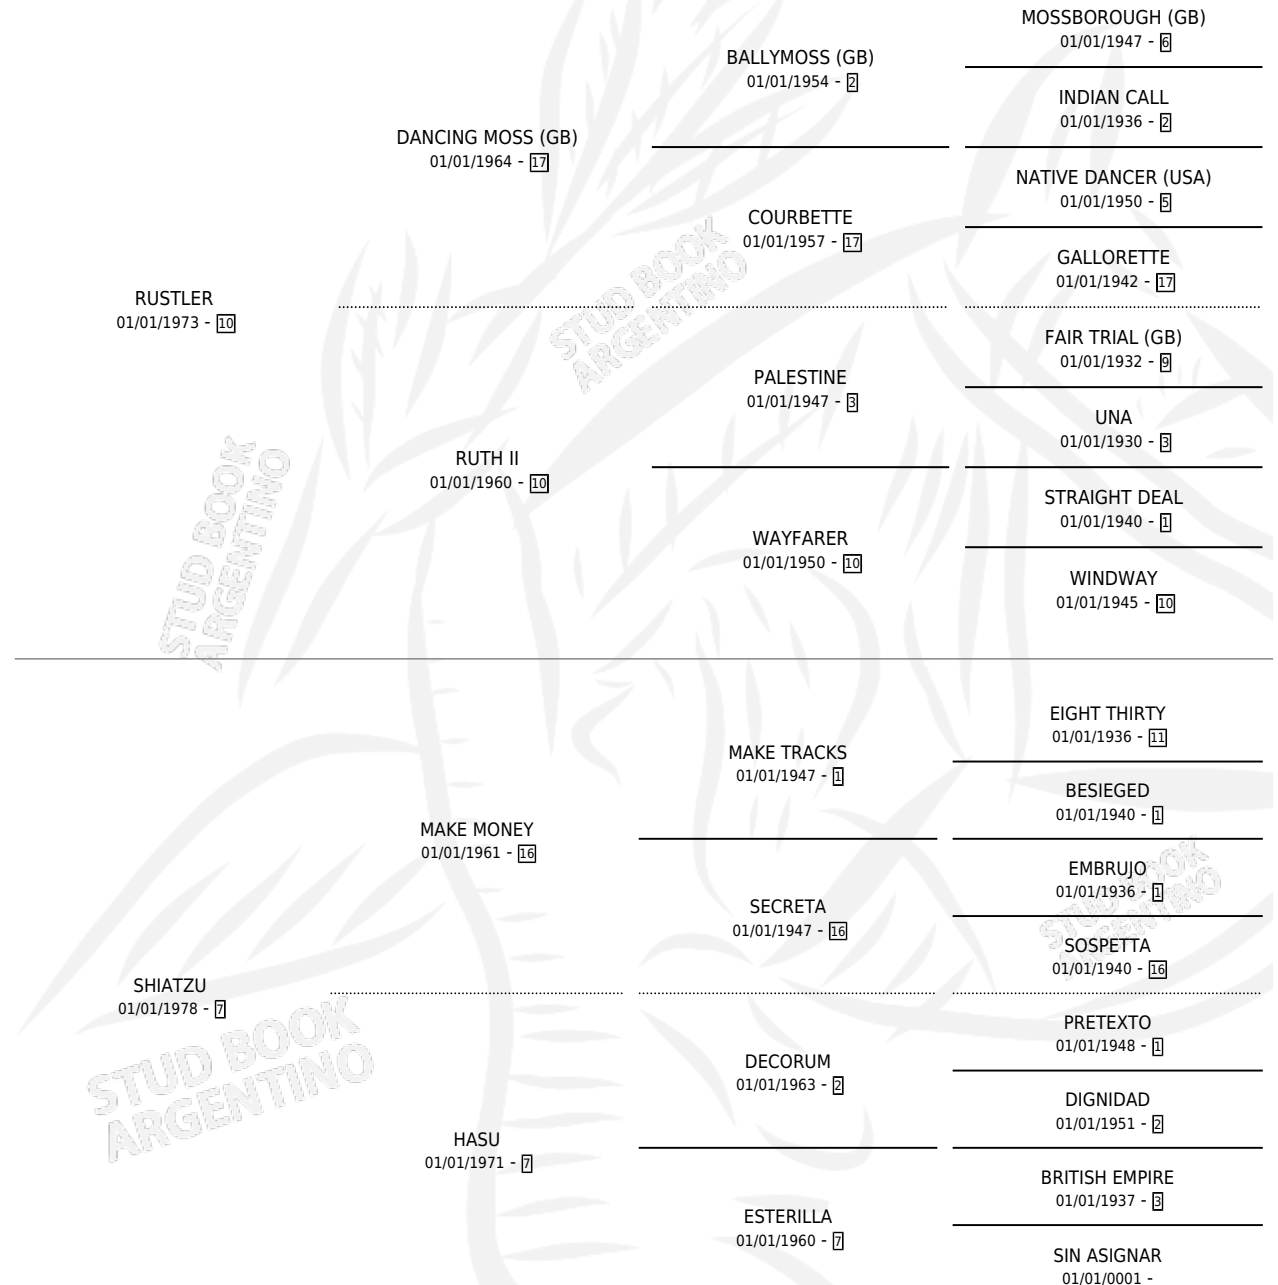 MOSSBOROUGH (GB)
01/01/1947 - 6
BALLYMOSS (GB)
01/01/1954 - 2
INDIAN CALL
01/01/1936 - 2
DANCING MOSS (GB)
01/01/1964 - 17
NATIVE DANCER (USA)
01/01/1950 - 5
COURBETTE
01/01/1957 - 17
GALLORETTE
01/01/1942 - 17
RUSTLER
01/01/1973 - 10
STUD BOOK
ARGENTINO
FAIR TRIAL (GB)
01/01/1932 - 9
PALESTINE
01/01/1947 - 3
UNA
01/01/1930 - 3
RUTH II
01/01/1960 - 10
STRAIGHT DEAL
01/01/1940 - 1
WAYFARER
01/01/1950 - 10
WINDWAY
01/01/1945 - 10
STUD BOOK
ARGENTINO
EIGHT THIRTY
01/01/1936 - 11
MAKE TRACKS
01/01/1947 - 1
BESIEGED
01/01/1940 - 1
MAKE MONEY
01/01/1961 - 16
EMBRUJO
01/01/1936 - 1
SECRETA
01/01/1947 - 16
STUD BOOK
ARGENTINO
SOSPETTA
01/01/1940 - 16
SHIATZU
01/01/1978 - 7
STUD BOOK
ARGENTINO
PRETEXTO
01/01/1948 - 1
DECORUM
01/01/1963 - 2
DIGNIDAD
01/01/1951 - 2
HASU
01/01/1971 - 7
BRITISH EMPIRE
01/01/1937 - 3
ESTERILLA
01/01/1960 - 7
SIN ASIGNAR
01/01/0001 -